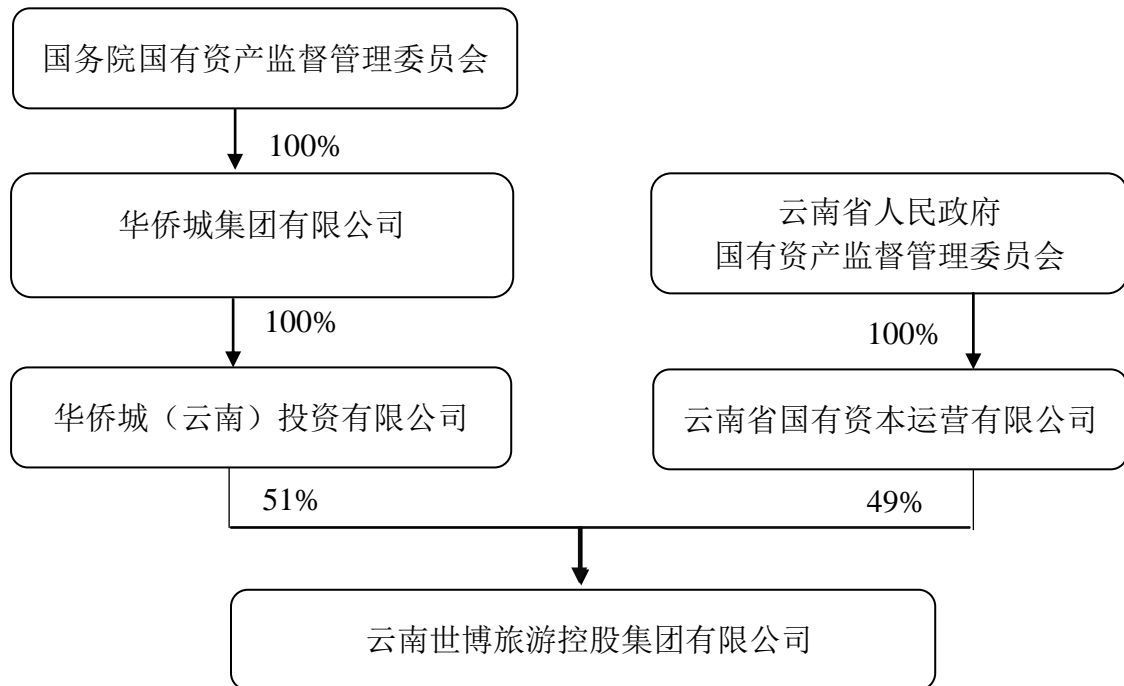 国务院国有资产监督管理委员会
100%
华侨城集团有限公司
云南省人民政府
国有资产监督管理委员会
100%
100%
华侨城（云南）投资有限公司
云南省国有资本运营有限公司
51%
49%
云南世博旅游控股集团有限公司